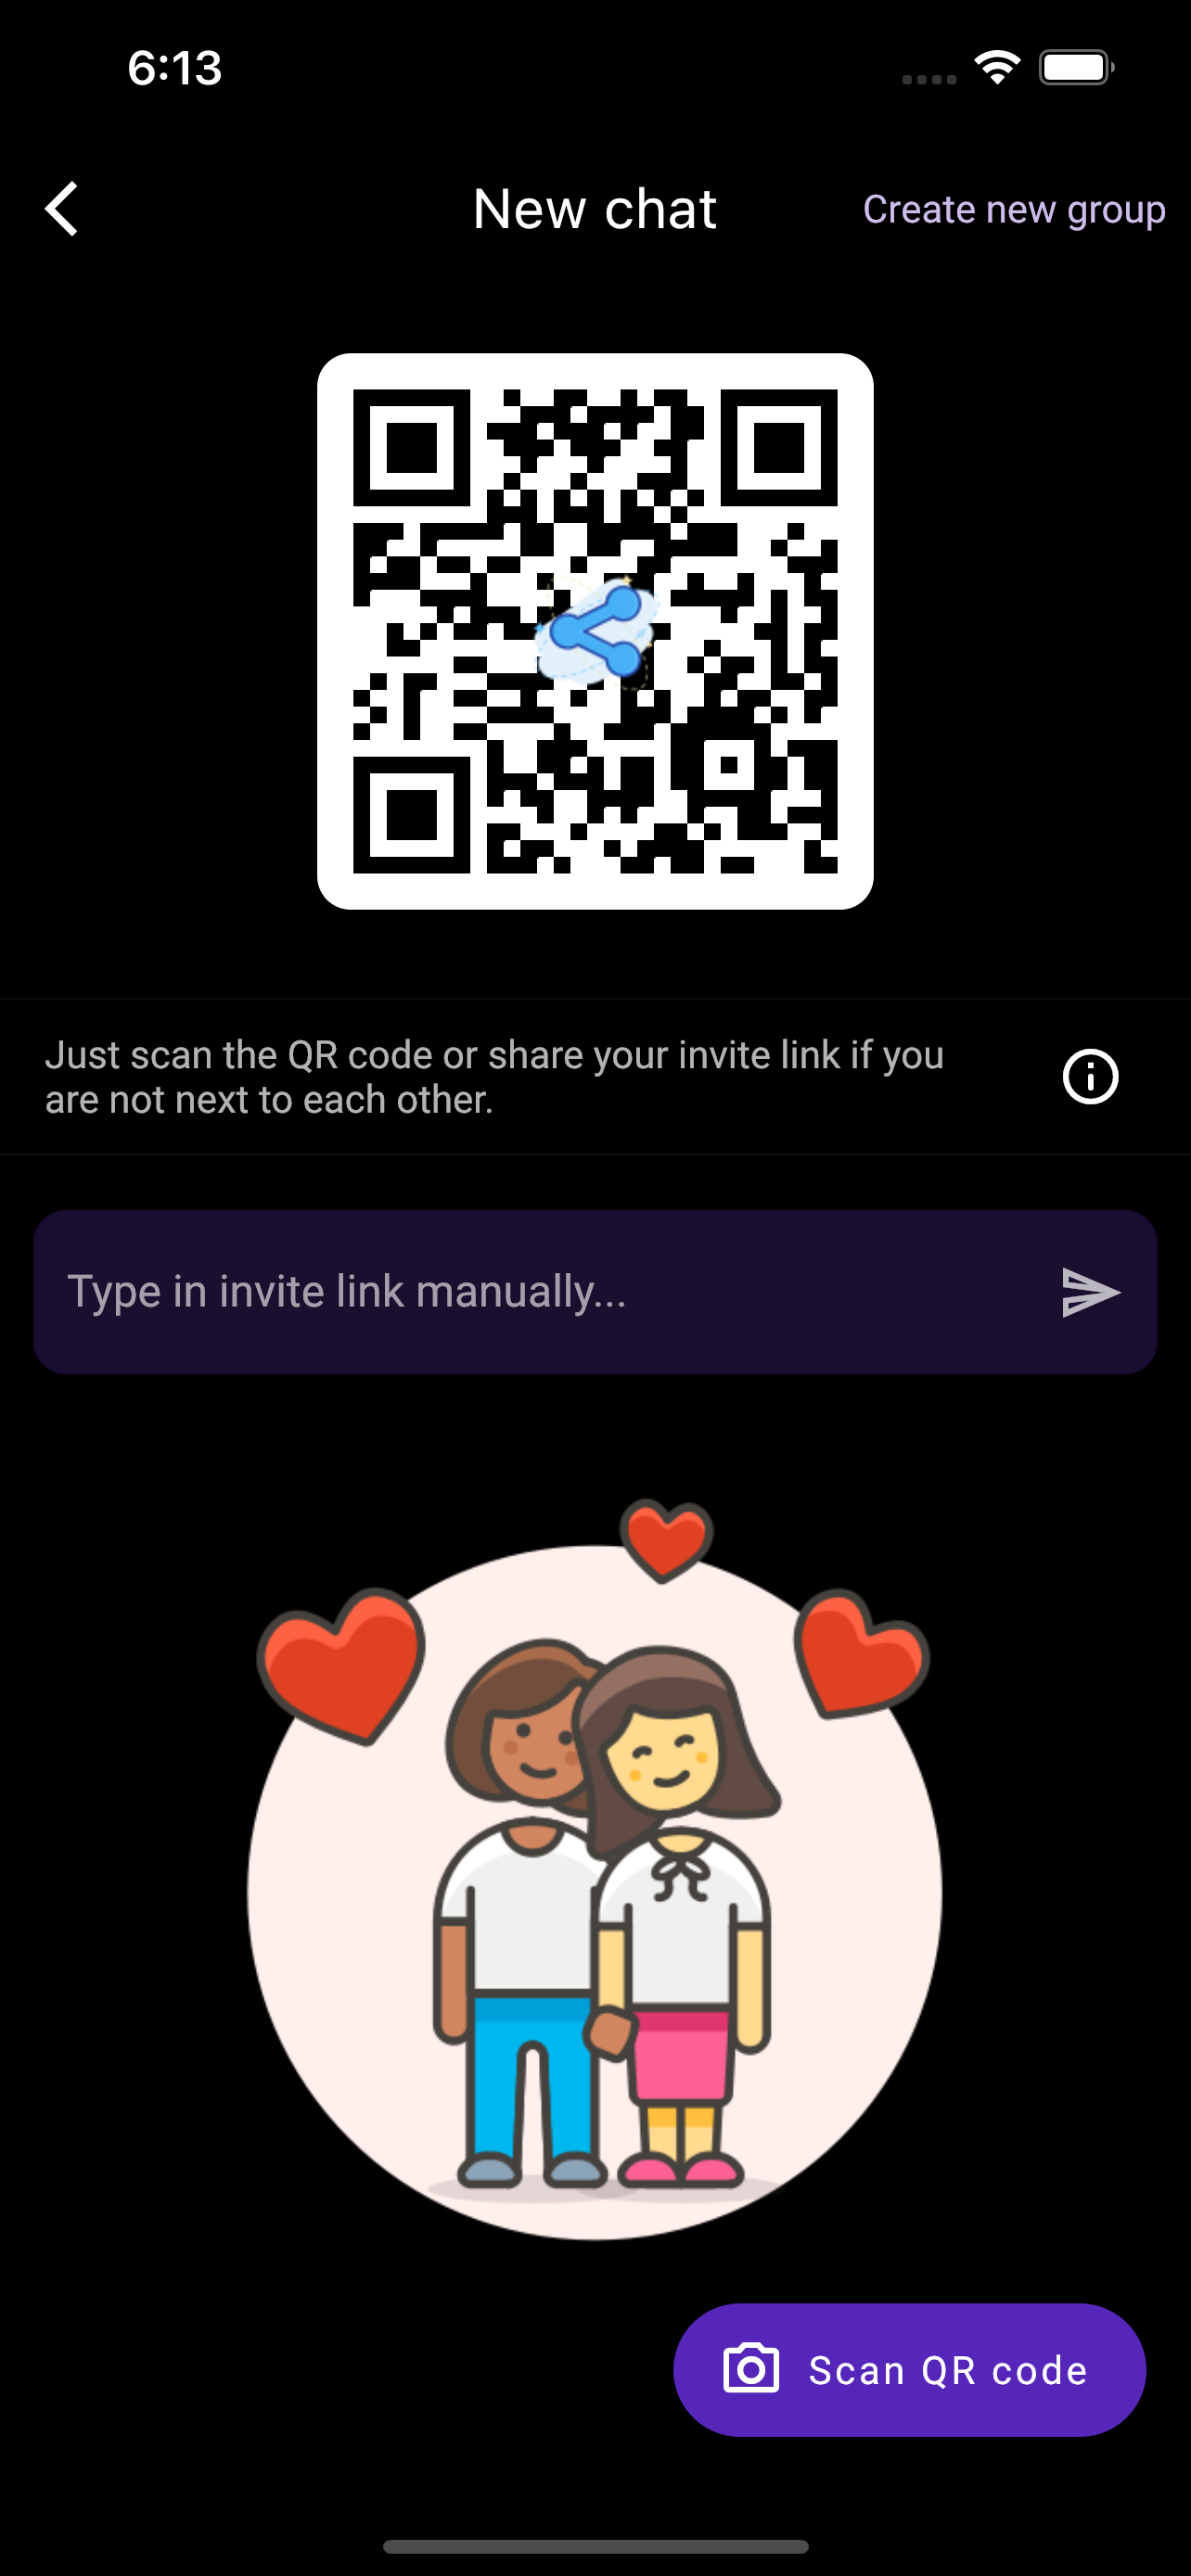 6:13
New chat
Create new group
Just scan the QR code or share your invite link if you
are not next to each other.
Type in invite link manually...
Scan QR code